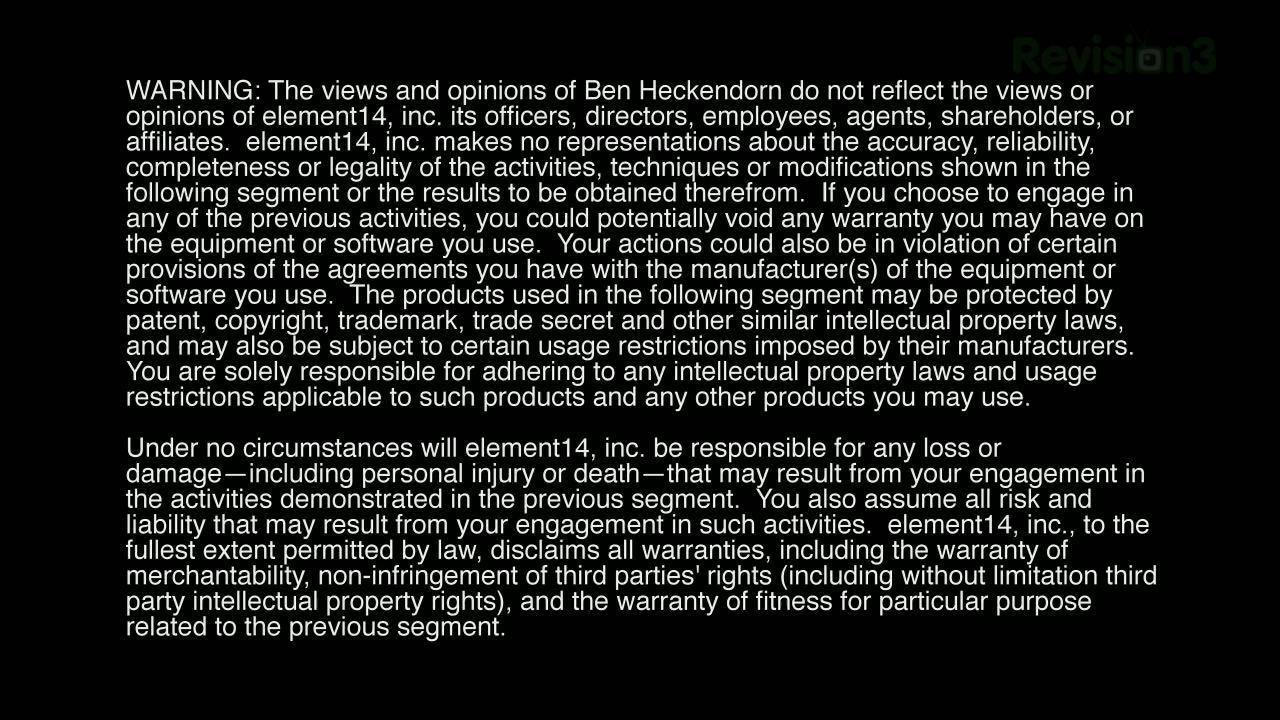 Revision3
WARNING: The views and opinions of Ben Heckendorn do not reflect the views or
opinions of element14, inc. its officers, directors, employees, agents, shareholders, or
affiliates.  element14, inc. makes no representations about the accuracy, reliability,
completeness or legality of the activities, techniques or modifications shown in the
following segment or the results to be obtained therefrom.  If you choose to engage in
any of the previous activities, you could potentially void any warranty you may have on
the equipment or software you use.  Your actions could also be in violation of certain
provisions of the agreements you have with the manufacturer(s) of the equipment or
software you use.  The products used in the following segment may be protected by
patent, copyright, trademark, trade secret and other similar intellectual property laws,
and may also be subject to certain usage restrictions imposed by their manufacturers.
You are solely responsible for adhering to any intellectual property laws and usage
restrictions applicable to such products and any other products you may use.
Under no circumstances will element14, inc. be responsible for any loss or
damage—including personal injury or death—that may result from your engagement in
the activities demonstrated in the previous segment.  You also assume all risk and
liability that may result from your engagement in such activities.  element14, inc., to the
fullest extent permitted by law, disclaims all warranties, including the warranty of
merchantability, non-infringement of third parties' rights (including without limitation third
party intellectual property rights), and the warranty of fitness for particular purpose
related to the previous segment.